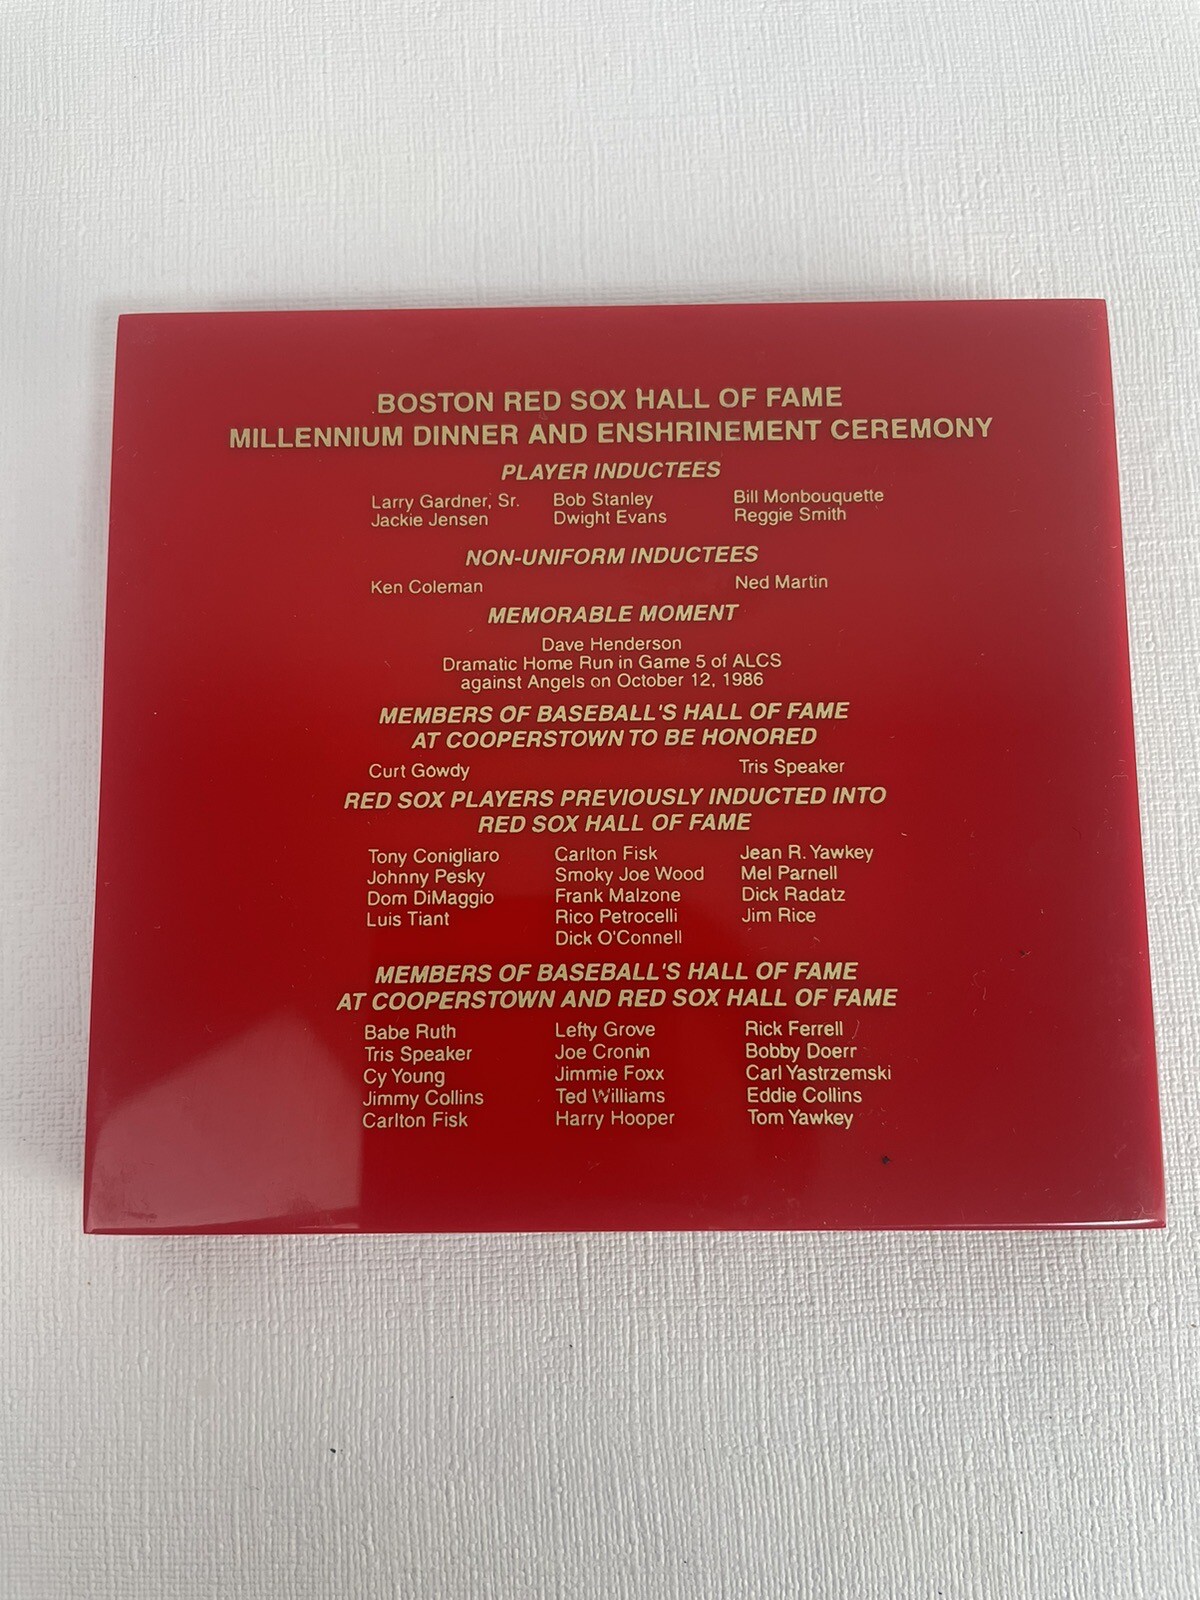 BOSTON RED SOX HALL OF FAME
MILLENNIUM DINNER AND ENSHRINEMENT CEREMONY
PLAYER INDUCTEES
Larry Gardner, Sr. Bob Stanley Bill Monbouquette
Jackie Jensen Dwight Evans Reggie Smith
NON-UNIFORM INDUCTEES
Ken Coleman Ned Martin
MEMORABLE MOMENT
Dave Henderson
Dramatic Home Run in Game 5 of ALCS
against Angels on October 12, 1986
MEMBERS OF BASEBALL'S HALL OF FAME
AT COOPERSTOWN TO BE HONORED
Curt Gowdy Tris Speaker
RED SOX PLAYERS PREVIOUSLY INDUCTED INTO
RED SOX HALL OF FAME
Tony Conigliaro Carlton Fisk Jean R. Yawkey
Johnny Pesky Smoky Joe Wood Mel Parnell
Dom DiMaggio Frank Malzone Dick Radatz
Luis Tiant Rico Petrocelli Jim Rice
Dick O'Connell
MEMBERS OF BASEBALL'S HALL OF FAME
AT COOPERSTOWN AND RED SOX HALL OF FAME
Babe Ruth Lefty Grove Rick Ferrell
Tris Speaker Joe Cronin Bobby Doerr
Cy Young Jimmie Foxx Carl Yastrzemski
Jimmy Collins Ted Williams Eddie Collins
Carlton Fisk Harry Hooper Tom Yawkey